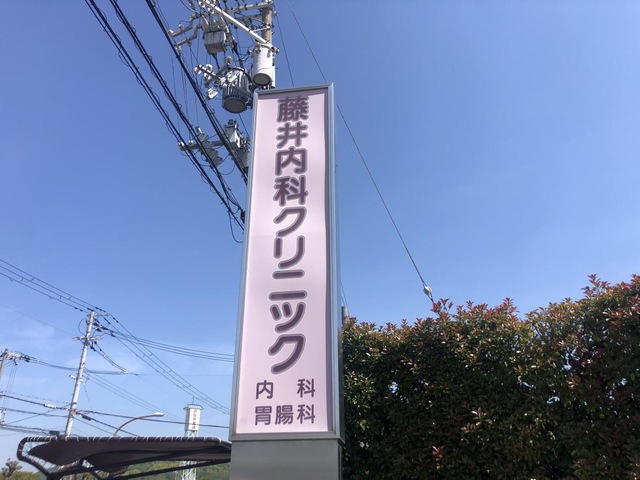 藤井内科クリニック
内 科
胃腸科